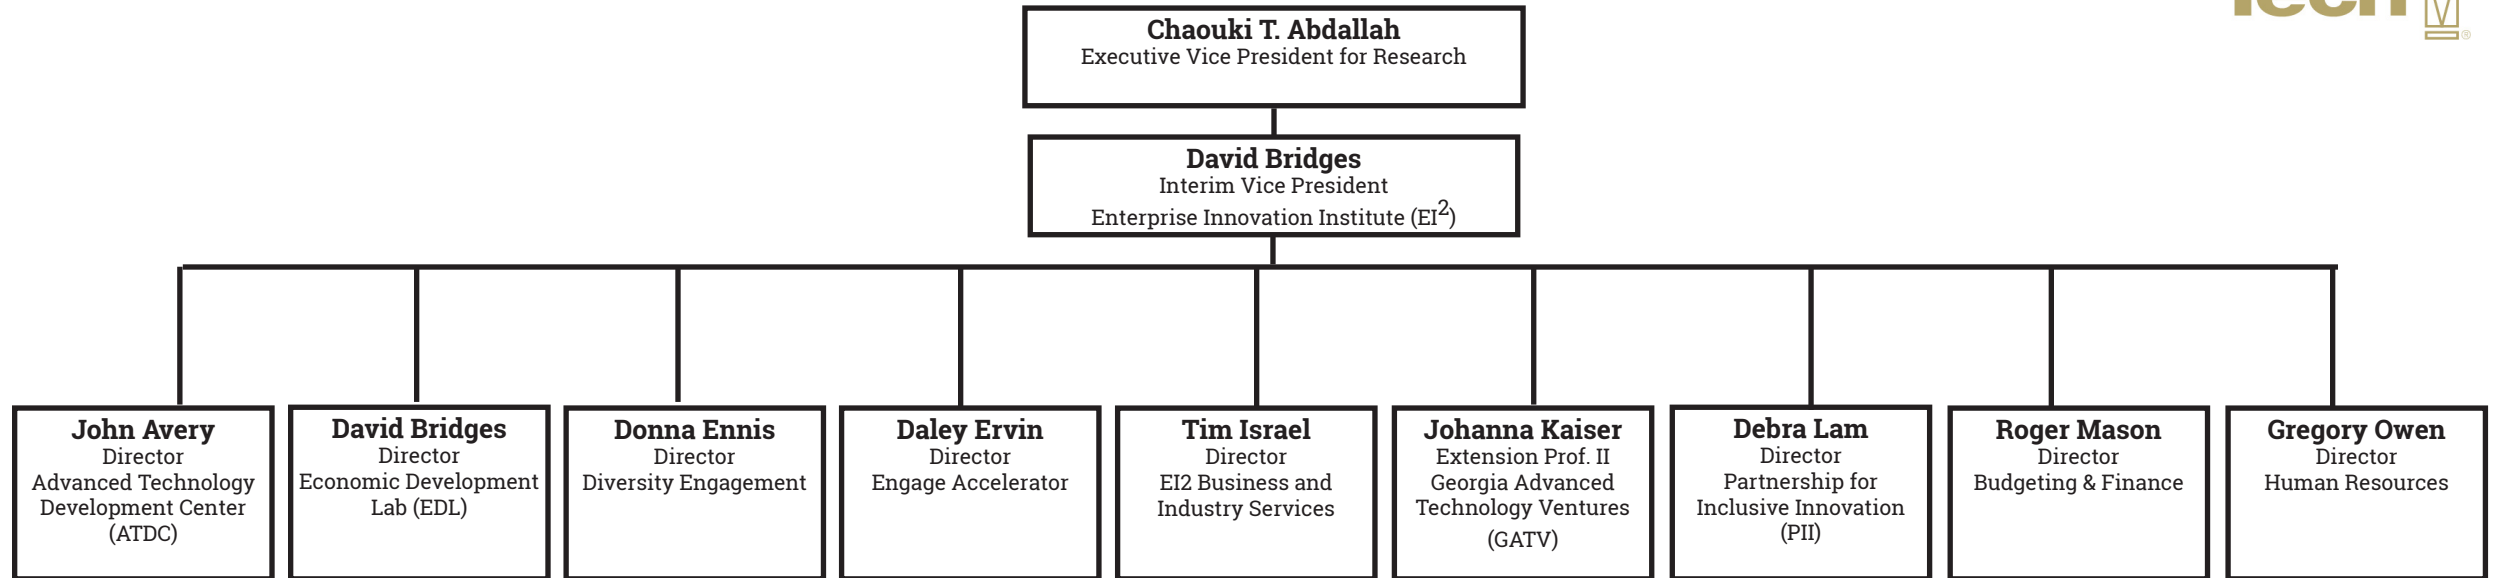 Tech
®
Chaouki T. Abdallah
Executive Vice President for Research
David Bridges
Interim Vice President
Enterprise Innovation Institute (EI2)
John Avery
Director
Advanced Technology
Development Center
(ATDC)
David Bridges
Director
Economic Development
Lab (EDL)
Donna Ennis
Director
Diversity Engagement
Daley Ervin
Director
Engage Accelerator
Tim Israel
Director
EI2 Business and
Industry Services
Johanna Kaiser
Extension Prof. II
Georgia Advanced
Technology Ventures
(GATV)
Debra Lam
Director
Partnership for
Inclusive Innovation
(PII)
Roger Mason
Director
Budgeting & Finance
Gregory Owen
Director
Human Resources